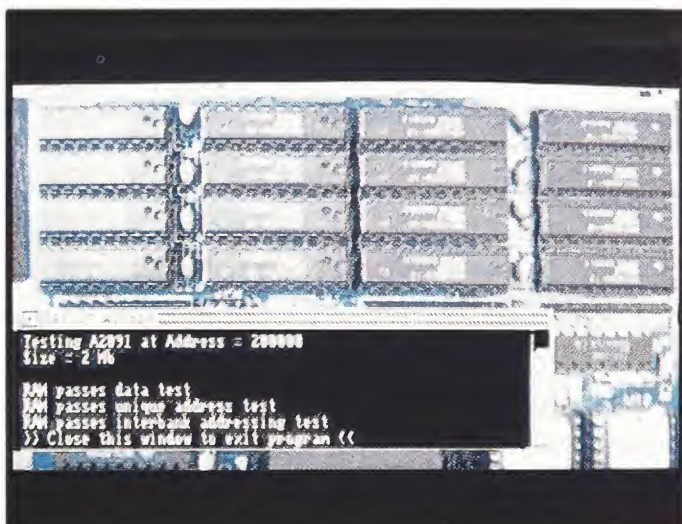 Testing A2091 at Address = 200000
Size = 2 Mb
RAM passes data test
RAM passes unique address test
RAM passes interbank addressing test
>> Close this window to exit program <<